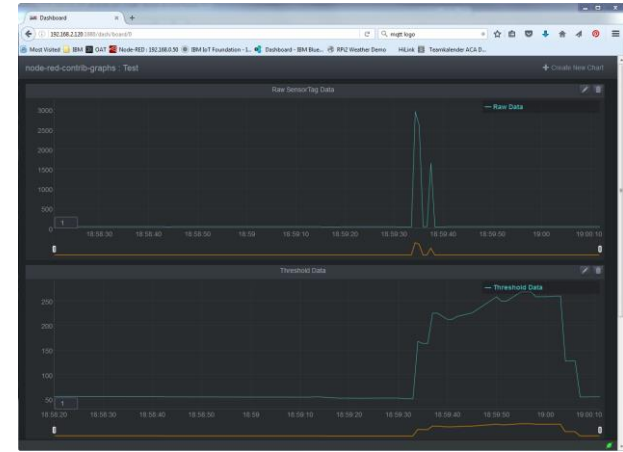 Dashboard
192.168.2.120:1880/dash/board/0
mqtt logo
Most Visited IBM OAT Node-RED : 192.168.0.50 IBM IoT Foundation - I... Dashboard - IBM Blue... RPi2 Weather Demo HiLink Teamkalender ACA D...
node-red-contrib-graphs : Test
Create New Chart
Raw SensorTag Data
Raw Data
3000
2500
2000
1500
1000
500
0
1
18:58:30 18:58:40 18:58:50 18:59 18:59:10 18:59:20 18:59:30 18:59:40 18:59:50 19:00 19:00:10
Threshold Data
Threshold Data
250
200
150
100
50
1
18:58:20 18:58:30 18:58:40 18:58:50 18:59 18:59:10 18:59:20 18:59:30 18:59:40 18:59:50 19:00 19:00:10